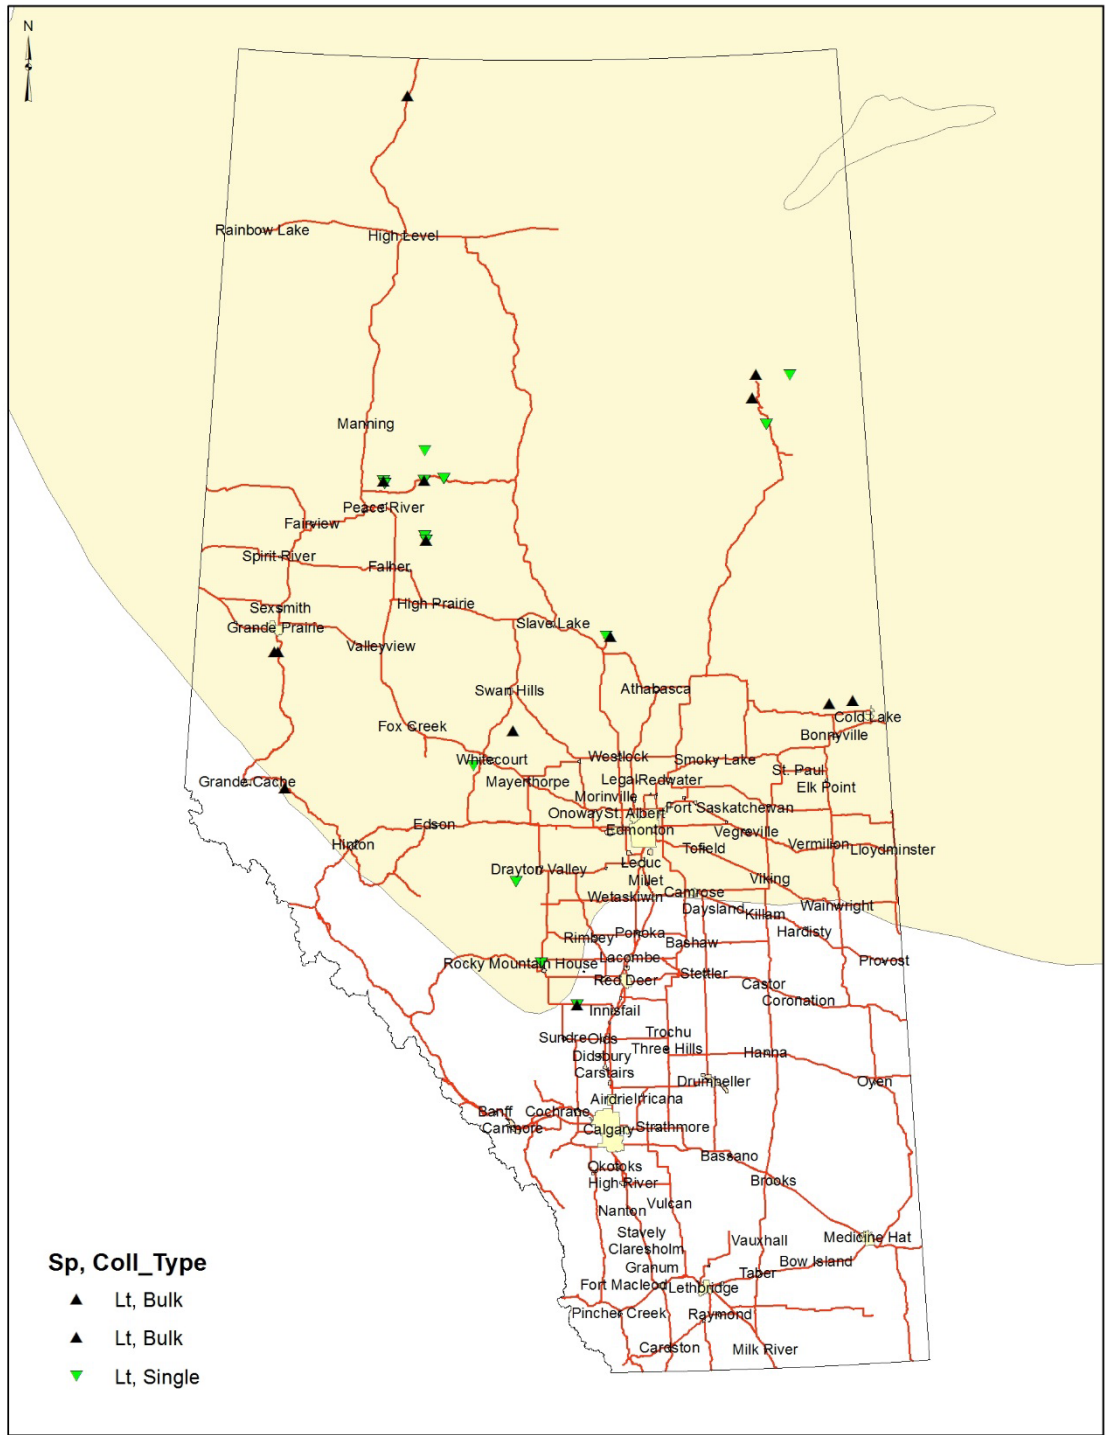 N
Rainbow Lake
High Level
Manning
Peace River
Fairview
Spirit River
Falher
High Prairie
Sexsmith
Grande Prairie
Slave Lake
Valleyview
Swan Hills
Athabasca
Fox Creek
Cold Lake
Bonnyville
Whitecourt
Westlock
Smoky Lake
St. Paul
Grande Cache
Mayerthorpe
Legal
Redwater
Elk Point
Morinville
Fort Saskatchewan
Onoway
St. Albert
Edson
Edmonton
Vegreville
Hinton
Tofield
Vermilion
Lloydminster
Leduc
Drayton Valley
Millet
Viking
Wetaskiwin
Camrose
Daysland
Killam
Wainwright
Rimbey
Ponoka
Bashaw
Hardisty
Rocky Mountain House
Lacombe
Provost
Red Deer
Stettler
Castor
Coronation
Innisfail
Sundre
Olds
Trochu
Didsbury
Three Hills
Hanna
Carstairs
Drumheller
Oyen
Airdrie
Irricana
Banff
Cochrane
Canmore
Calgary
Strathmore
Bassano
Okotoks
High River
Brooks
Nanton
Vulcan
Stavely
Vauxhall
Medicine Hat
Claresholm
Bow Island
Granum
Taber
Fort Macleod
Lethbridge
Pincher Creek
Raymond
Cardston
Milk River
Sp, Coll_Type
Lt, Bulk
Lt, Bulk
Lt, Single